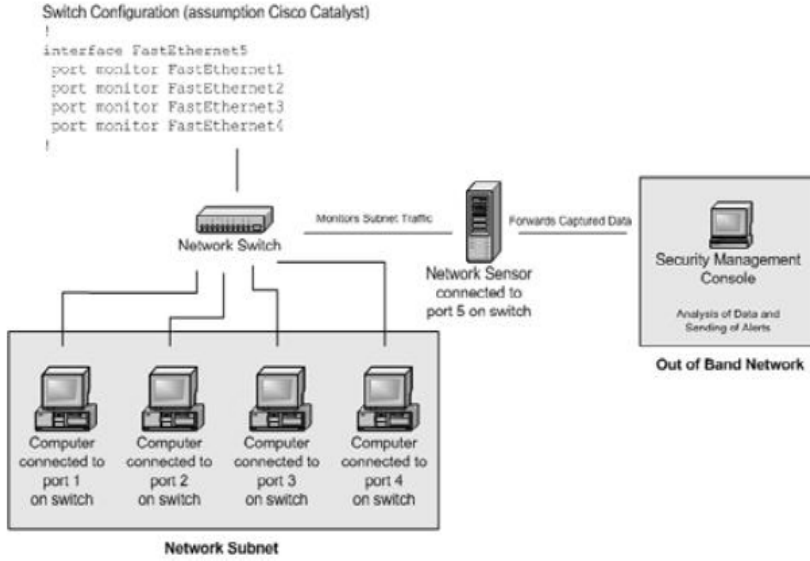 Switch Configuration (assumption Cisco Catalyst)
!
interface FastEthernet5
port monitor FastEthernet1
port monitor FastEthernet2
port monitor FastEthernet3
port monitor FastEthernet4
!
Network Switch
Monitors Subnet Traffic
Network Sensor
connected to
port 5 on switch
Forwards Captured Data
Security Management
Console
Analysis of Data and
Sending of Alerts
Out of Band Network
Computer
connected to
port 1
on switch
Computer
connected to
port 2
on switch
Computer
connected to
port 3
on switch
Computer
connected to
port 4
on switch
Network Subnet